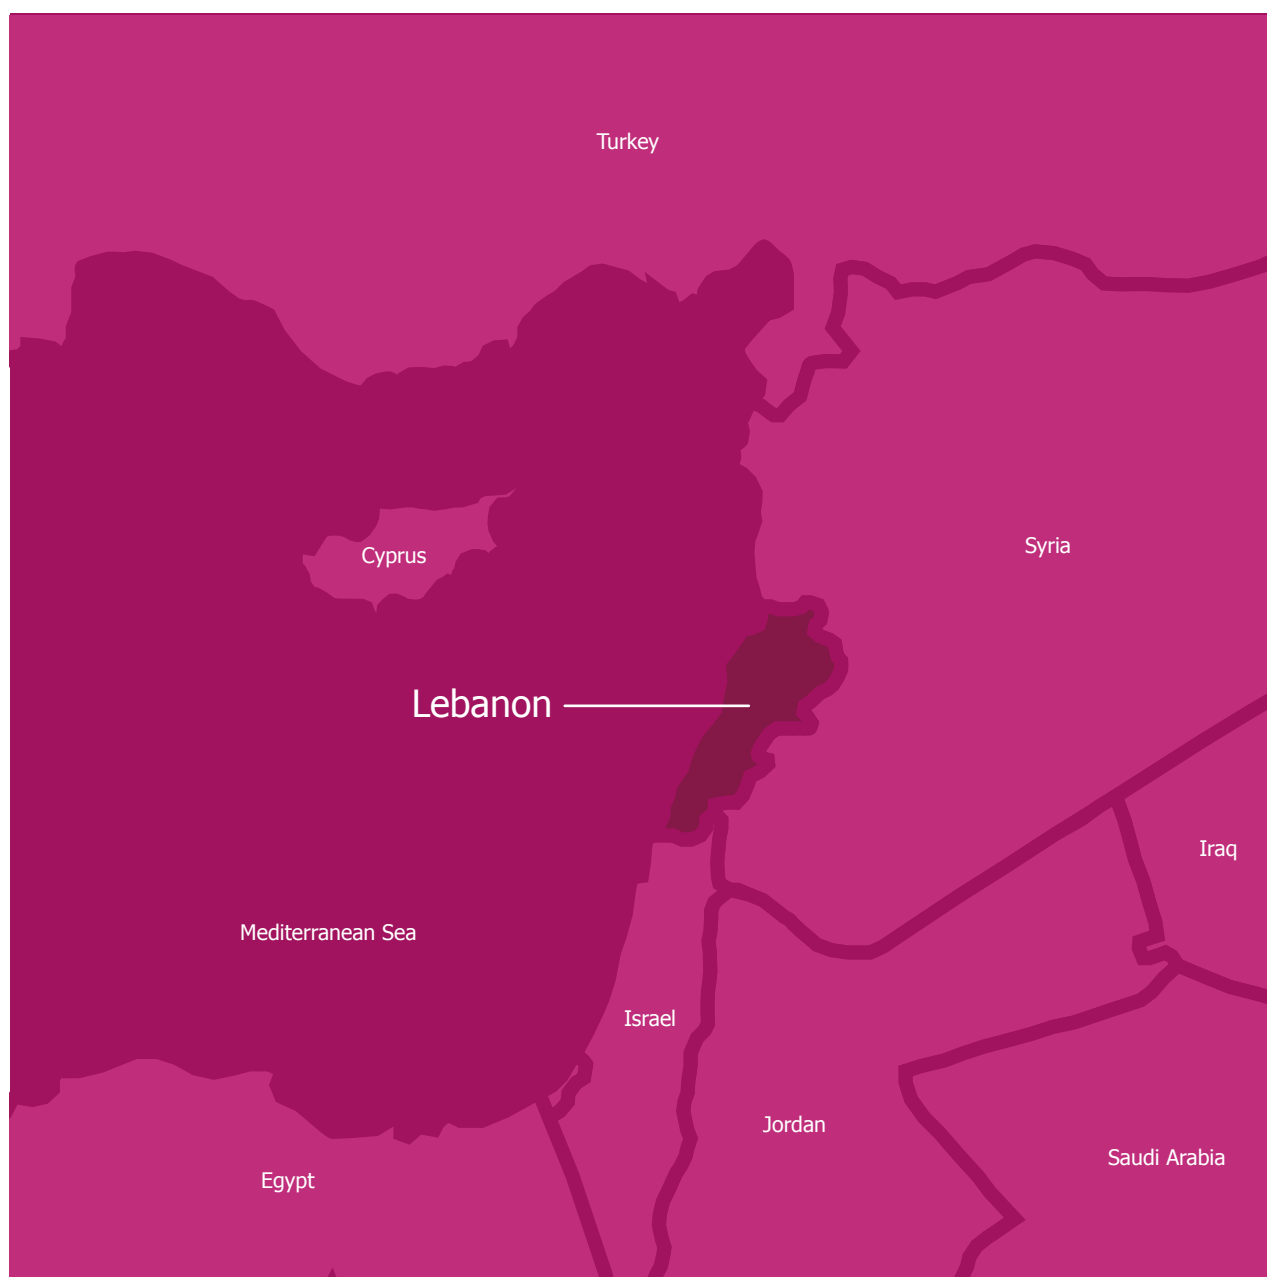 Turkey
Cyprus
Syria
Lebanon
Iraq
Mediterranean Sea
Israel
Jordan
Saudi Arabia
Egypt